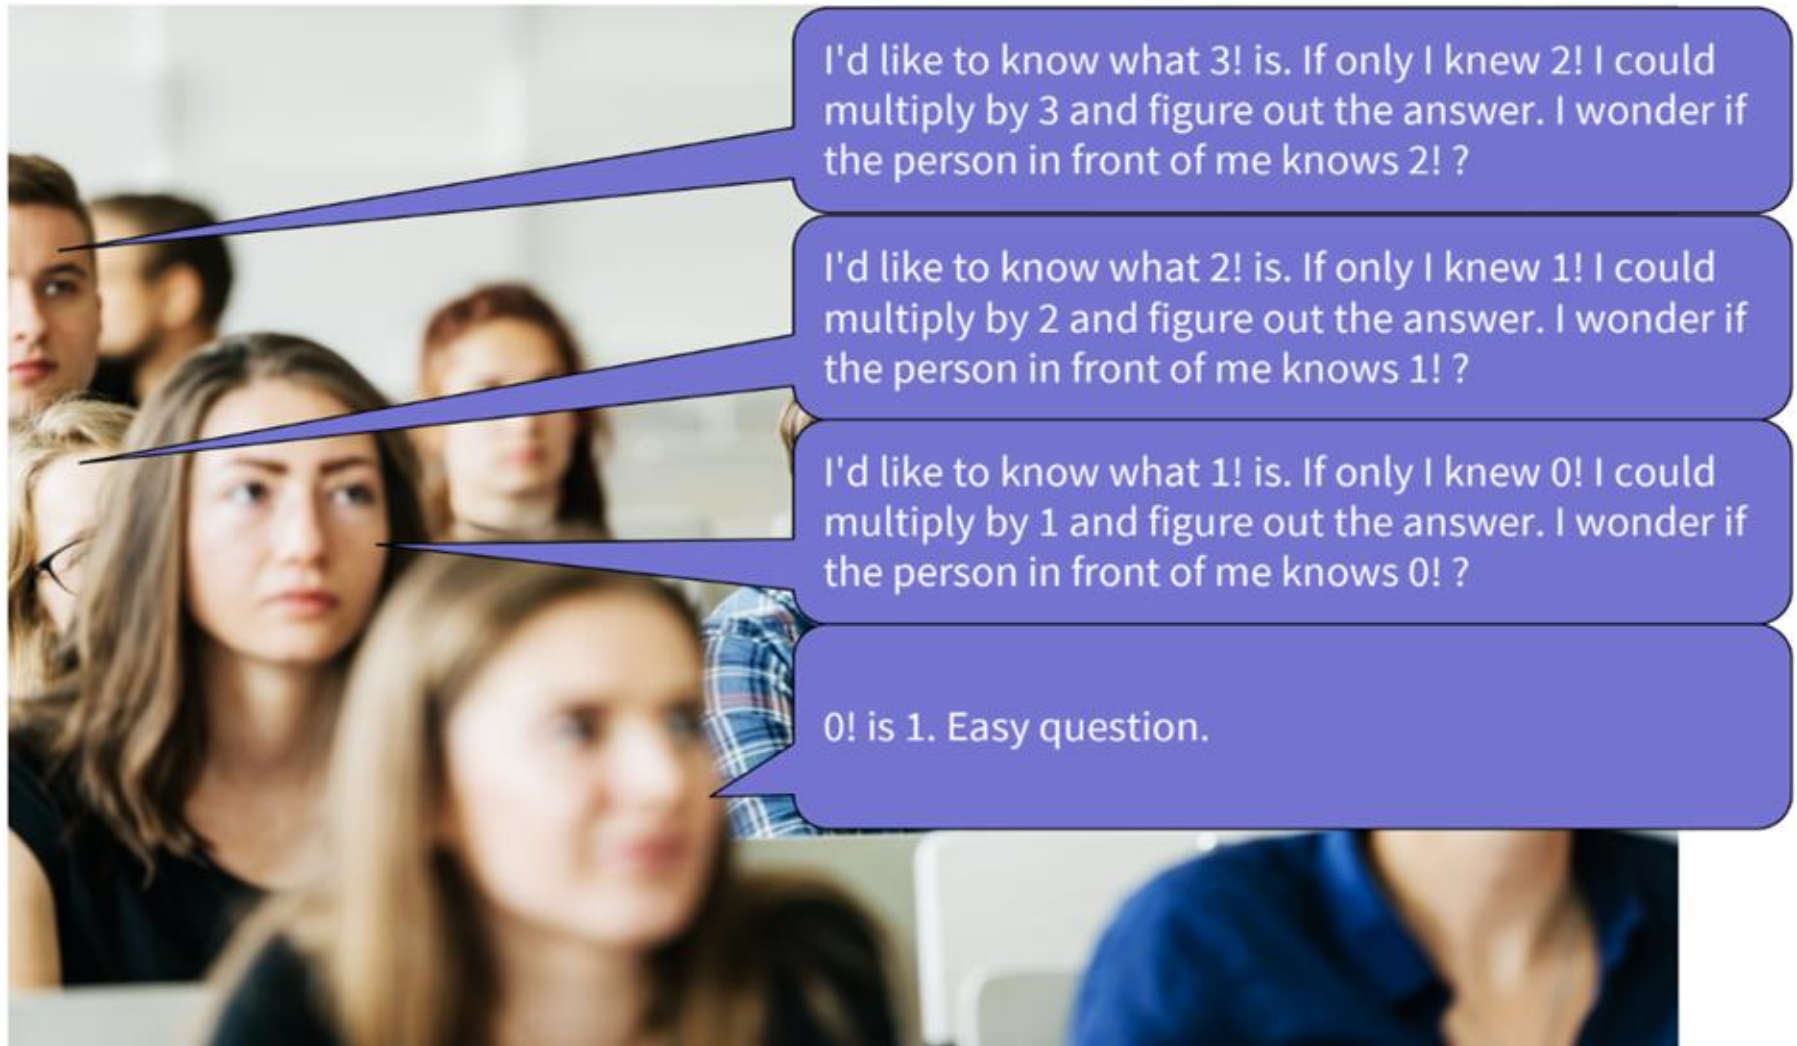 I'd like to know what 3! is. If only I knew 2! I could
multiply by 3 and figure out the answer. I wonder if
the person in front of me knows 2! ?
I'd like to know what 2! is. If only I knew 1! I could
multiply by 2 and figure out the answer. I wonder if
the person in front of me knows 1! ?
I'd like to know what 1! is. If only I knew 0! I could
multiply by 1 and figure out the answer. I wonder if
the person in front of me knows 0! ?
0! is 1. Easy question.